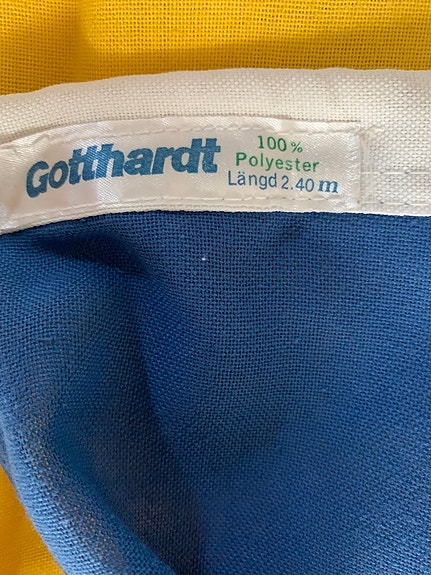 Gotthardt
100%
Polyester
Längd 2.40 m